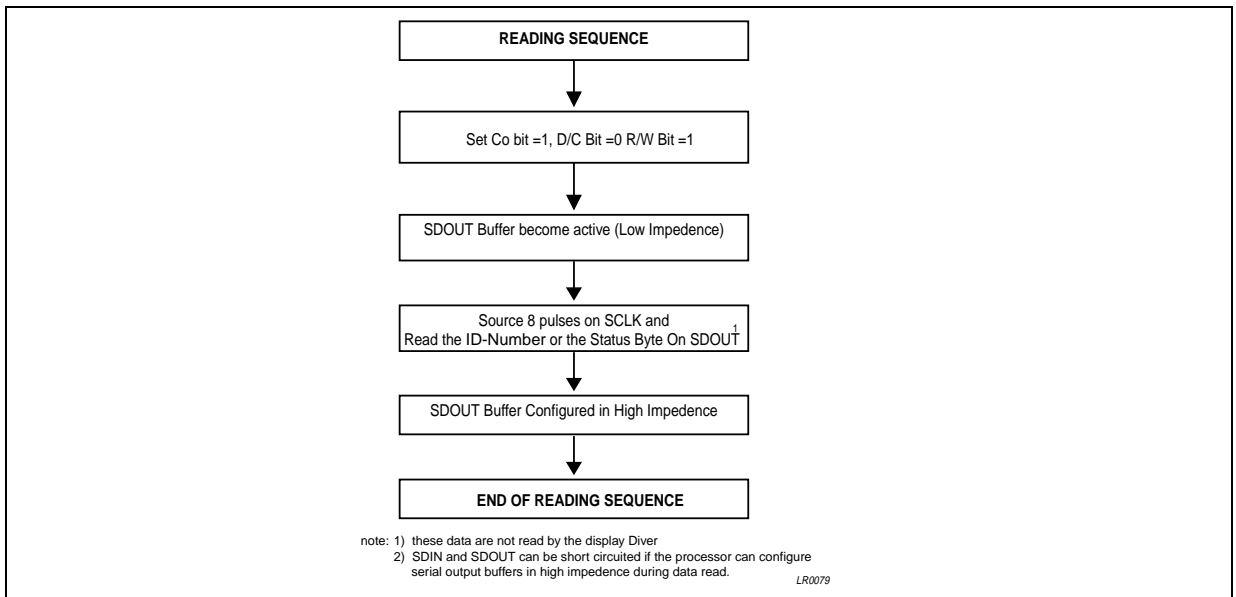 READING SEQUENCE
Set Co bit =1, D/C Bit =0 R/W Bit =1
SDOUT Buffer become active (Low Impedence)
Source 8 pulses on SCLK and
Read the ID-Number or the Status Byte On SDOUT 1
SDOUT Buffer Configured in High Impedence
END OF READING SEQUENCE
note: 1) these data are not read by the display Diver
2) SDIN and SDOUT can be short circuited if the processor can configure
serial output buffers in high impedence during data read.
LR0079